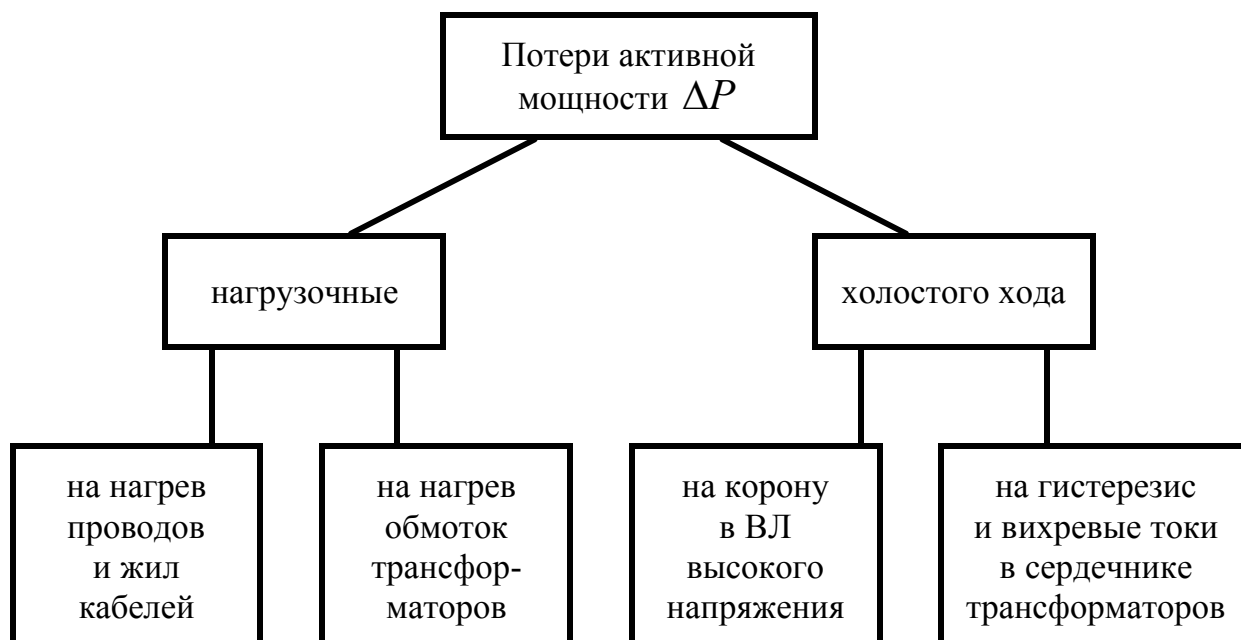 Потери активной
мощности ΔP
нагрузочные
холостого хода
на нагрев
проводов
и жил
кабелей
на нагрев
обмоток
трансфор-
маторов
на корону
в ВЛ
высокого
напряжения
на гистерезис
и вихревые токи
в сердечнике
трансформаторов